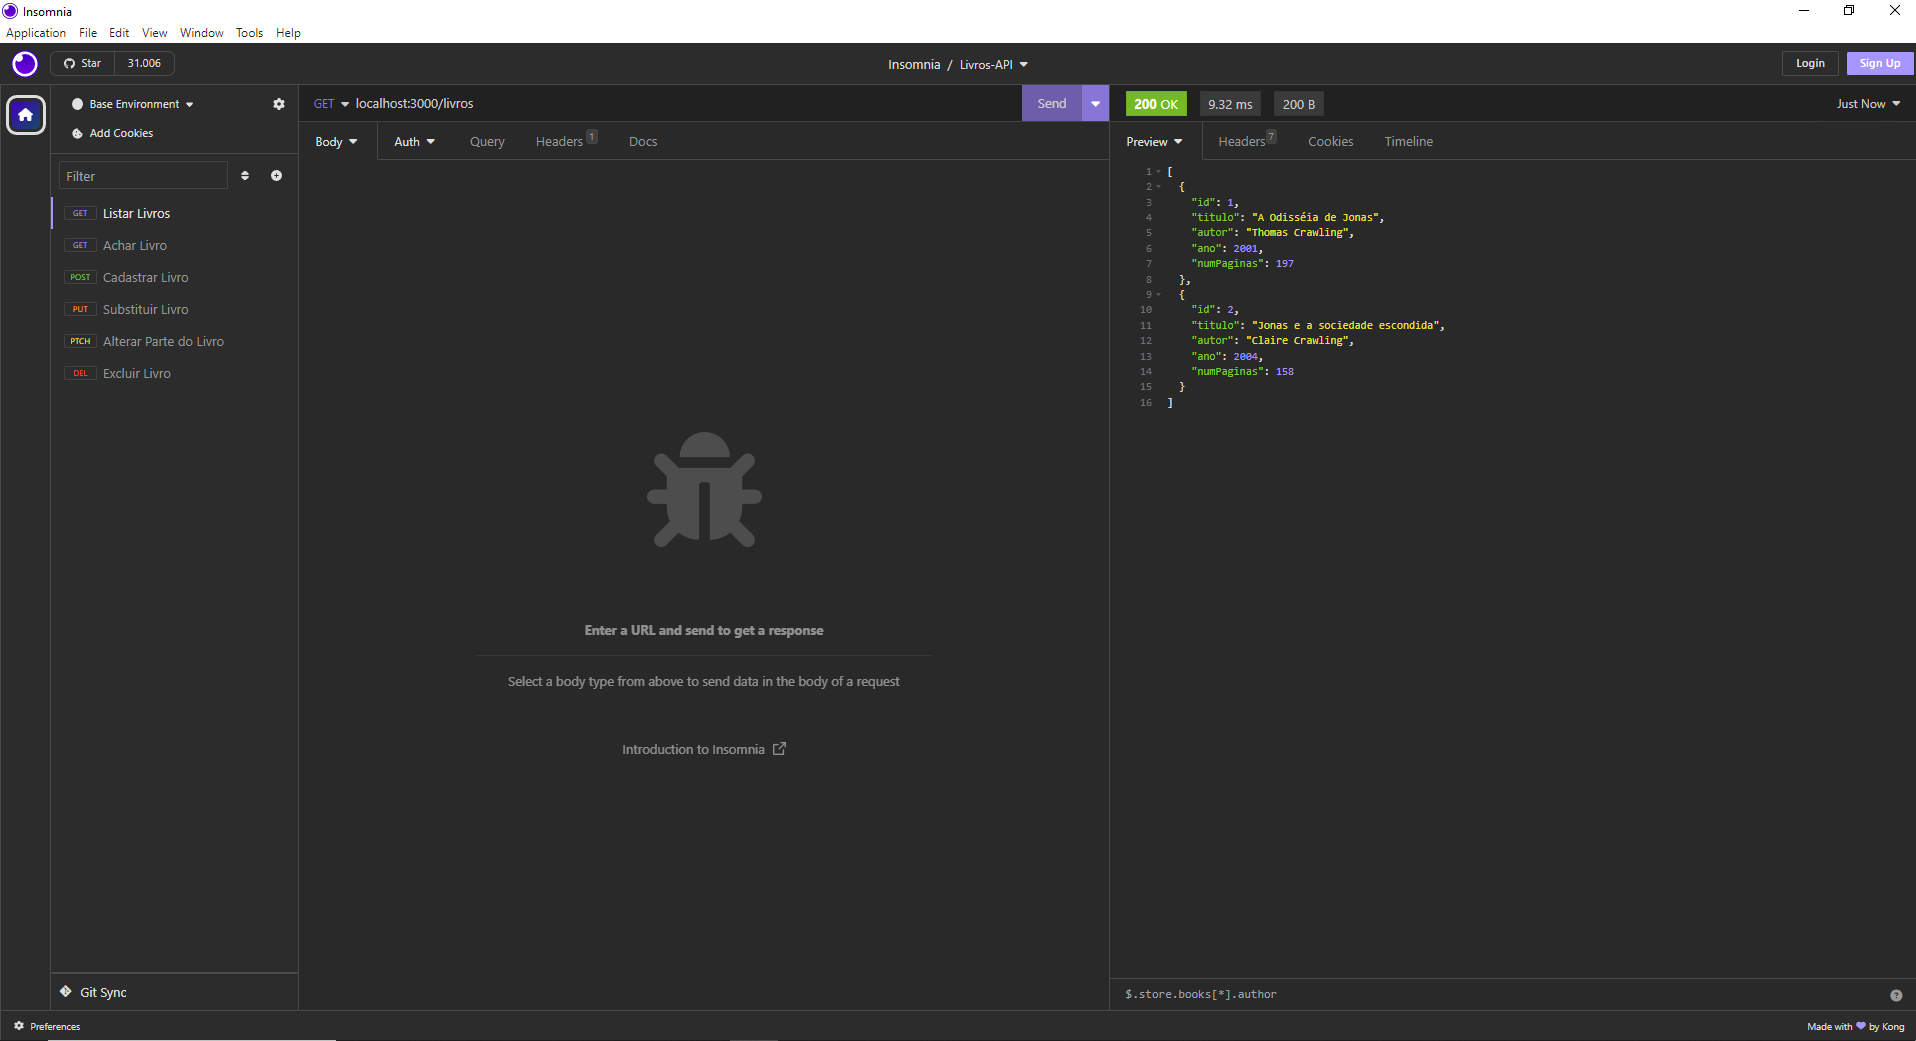 Insomnia
Application File Edit View Window Tools Help
Star 31.006
Insomnia / Livros-API
Login Sign Up
Base Environment
Add Cookies
Filter
GET Listar Livros
GET Achar Livro
POST Cadastrar Livro
PUT Substituir Livro
PTCH Alterar Parte do Livro
DEL Excluir Livro
Git Sync
GET localhost:3000/livros Send
Body Auth Query Headers 1 Docs
Enter a URL and send to get a response
Select a body type from above to send data in the body of a request
Introduction to Insomnia
200 OK 9.32 ms 200 B Just Now
Preview Headers 7 Cookies Timeline
1 [
2 {
3 "id": 1,
4 "titulo": "A Odisséia de Jonas",
5 "autor": "Thomas Crawling",
6 "ano": 2001,
7 "numPaginas": 197
8 },
9 {
10 "id": 2,
11 "titulo": "Jonas e a sociedade escondida",
12 "autor": "Claire Crawling",
13 "ano": 2004,
14 "numPaginas": 158
15 }
16 ]
$.store.books[*].author ?
Preferences
Made with 💜 by Kong